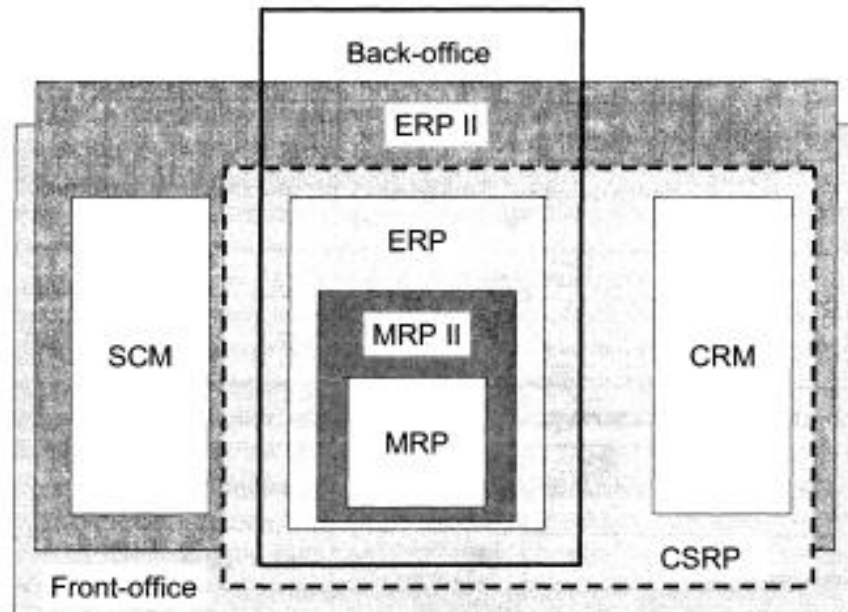 Back-office
ERP II
ERP
MRP II
SCM
CRM
MRP
CSRP
Front-office